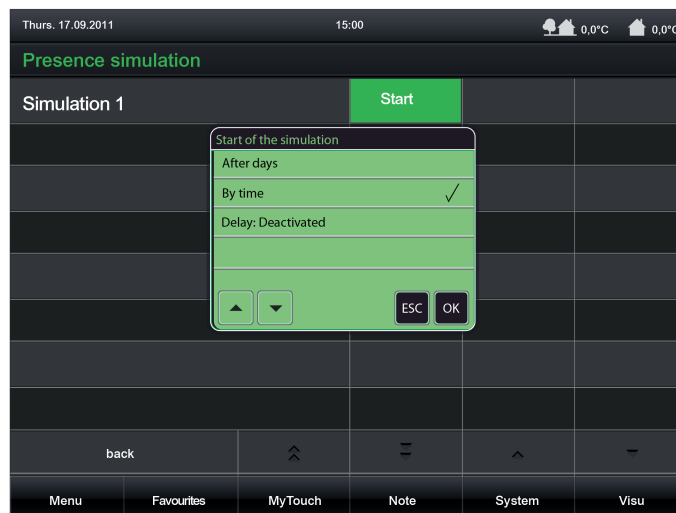 Thurs. 17.09.2011 15:00 0,0°C 0,0°C
Presence simulation
Simulation 1 Start
Start of the simulation
After days
By time
Delay: Deactivated
ESC OK
back
Menu Favourites MyTouch Note System Visu